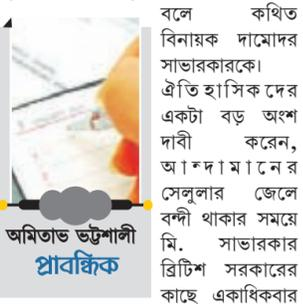 বলে কথিত
বিনায়ক দামোদর
সাভারকারকে।
ঐতিহাসিকদের
একটা বড় অংশ
দাবী করেন,
আন্দামানের
সেলুলার জেলে
বন্দী থাকার সময়ে
মি. সাভারকার
ব্রিটিশ সরকারের
কাছে একাধিকবার
অমিতাভ ভট্টশালী
প্রাবন্ধিক